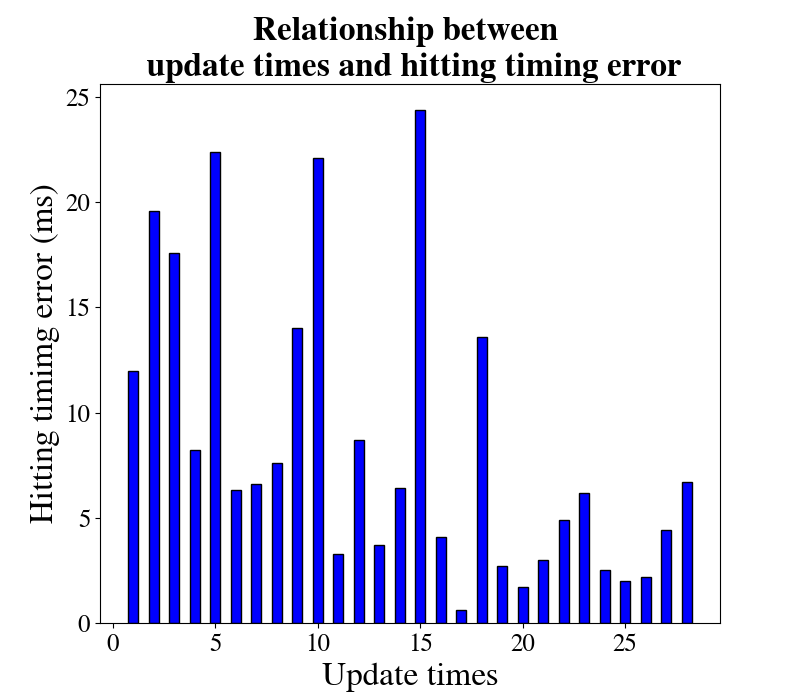 Relationship between
update times and hitting timing error
Hitting timimg error (ms)
25
20
15
10
5
0
0 5 10 15 20 25
Update times